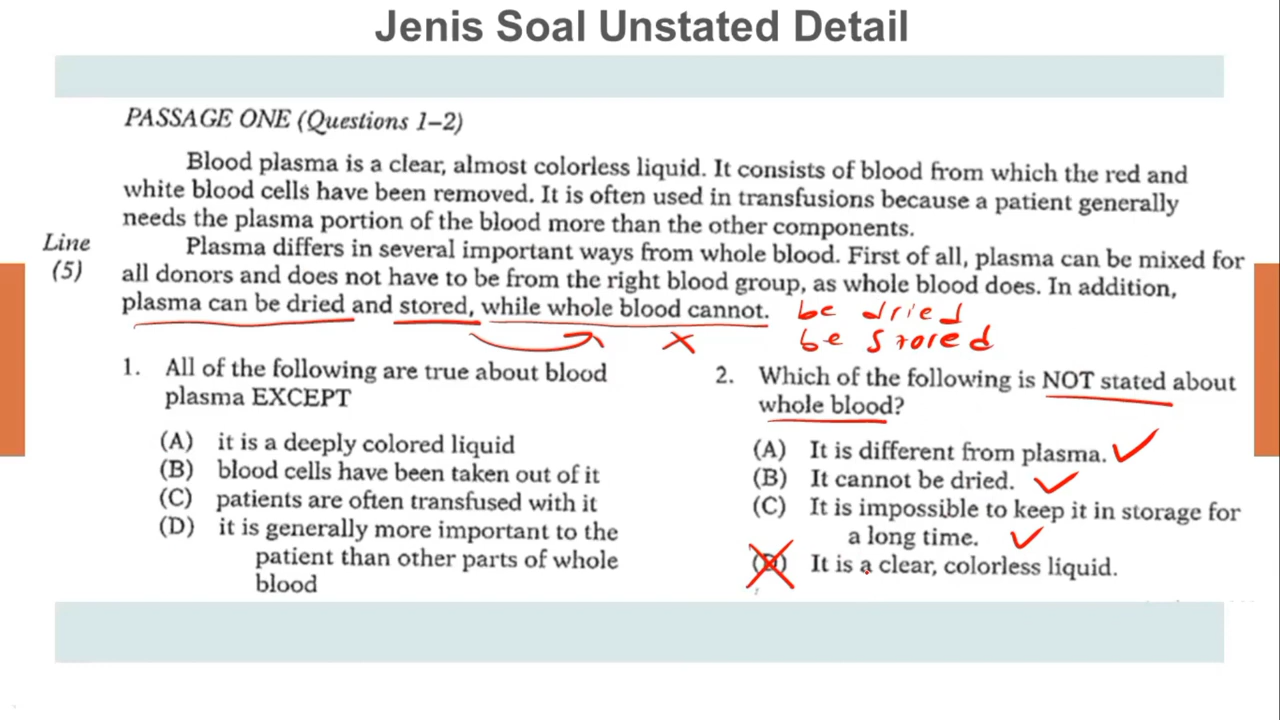 Jenis Soal Unstated Detail
PASSAGE ONE (Questions 1–2)
Blood plasma is a clear, almost colorless liquid. It consists of blood from which the red and
white blood cells have been removed. It is often used in transfusions because a patient generally
needs the plasma portion of the blood more than the other components.
Line
Plasma differs in several important ways from whole blood. First of all, plasma can be mixed for
(5)
all donors and does not have to be from the right blood group, as whole blood does. In addition,
plasma can be dried and stored, while whole blood cannot.
be dried
be stored
1. All of the following are true about blood
plasma EXCEPT
(A) it is a deeply colored liquid
(B) blood cells have been taken out of it
(C) patients are often transfused with it
(D) it is generally more important to the
patient than other parts of whole
blood
2. Which of the following is NOT stated about
whole blood?
(A) It is different from plasma.
(B) It cannot be dried.
(C) It is impossible to keep it in storage for
a long time.
(D) It is a clear, colorless liquid.